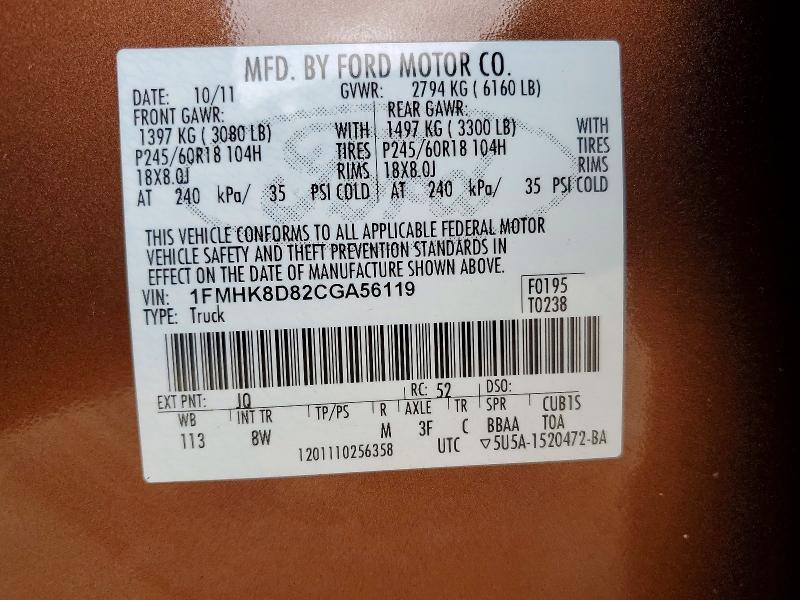 MFD. BY FORD MOTOR CO.
DATE: 10/11 GVWR: 2794 KG ( 6160 LB)
FRONT GAWR: REAR GAWR:
1397 KG ( 3080 LB) WITH 1497 KG ( 3300 LB) WITH
P245/60R18 104H TIRES P245/60R18 104H TIRES
18X8.0J RIMS 18X8.0J RIMS
AT 240 kPa/ 35 PSI COLD AT 240 kPa/ 35 PSI COLD
THIS VEHICLE CONFORMS TO ALL APPLICABLE FEDERAL MOTOR
VEHICLE SAFETY AND THEFT PREVENTION STANDARDS IN
EFFECT ON THE DATE OF MANUFACTURE SHOWN ABOVE.
VIN: 1FMHK8D82CGA56119 F0195
TYPE: Truck T0238
EXT PNT: JQ RC: 52 DSO:
WB INT TR TP/PS R AXLE TR SPR CUB1S
113 8W M 3F C BBAA TOA
1201110256358 UTC ▽5U5A-1520472-BA